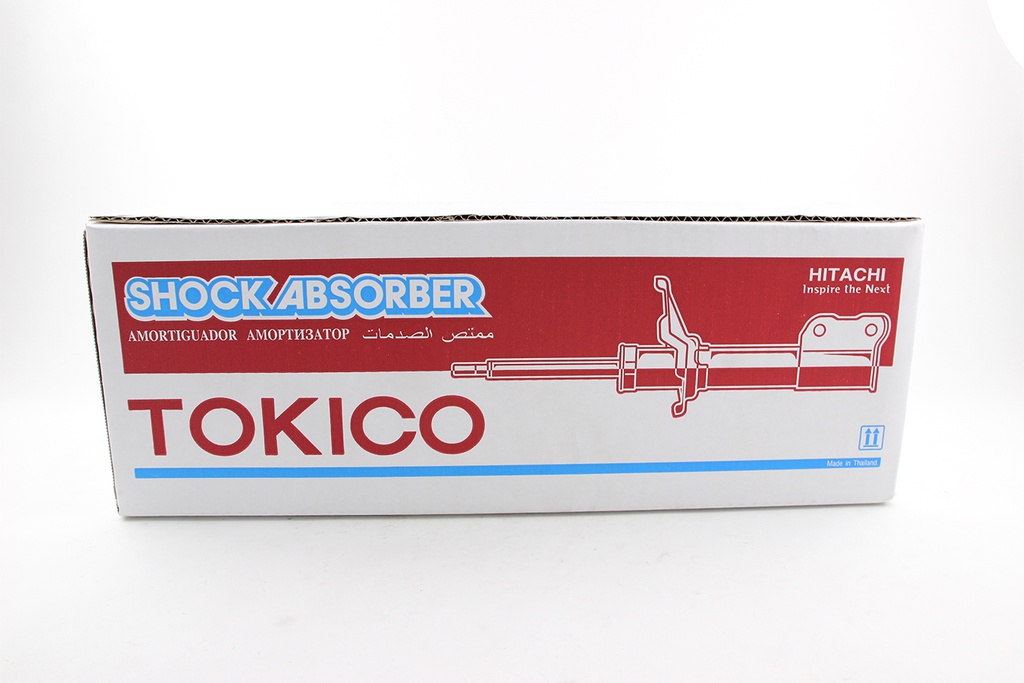 SHOCK ABSORBER
AMORTIGUADOR АМОРТИЗАТОР ممتص الصدمات
HITACHI
Inspire the Next
TOKICO
Made in Thailand